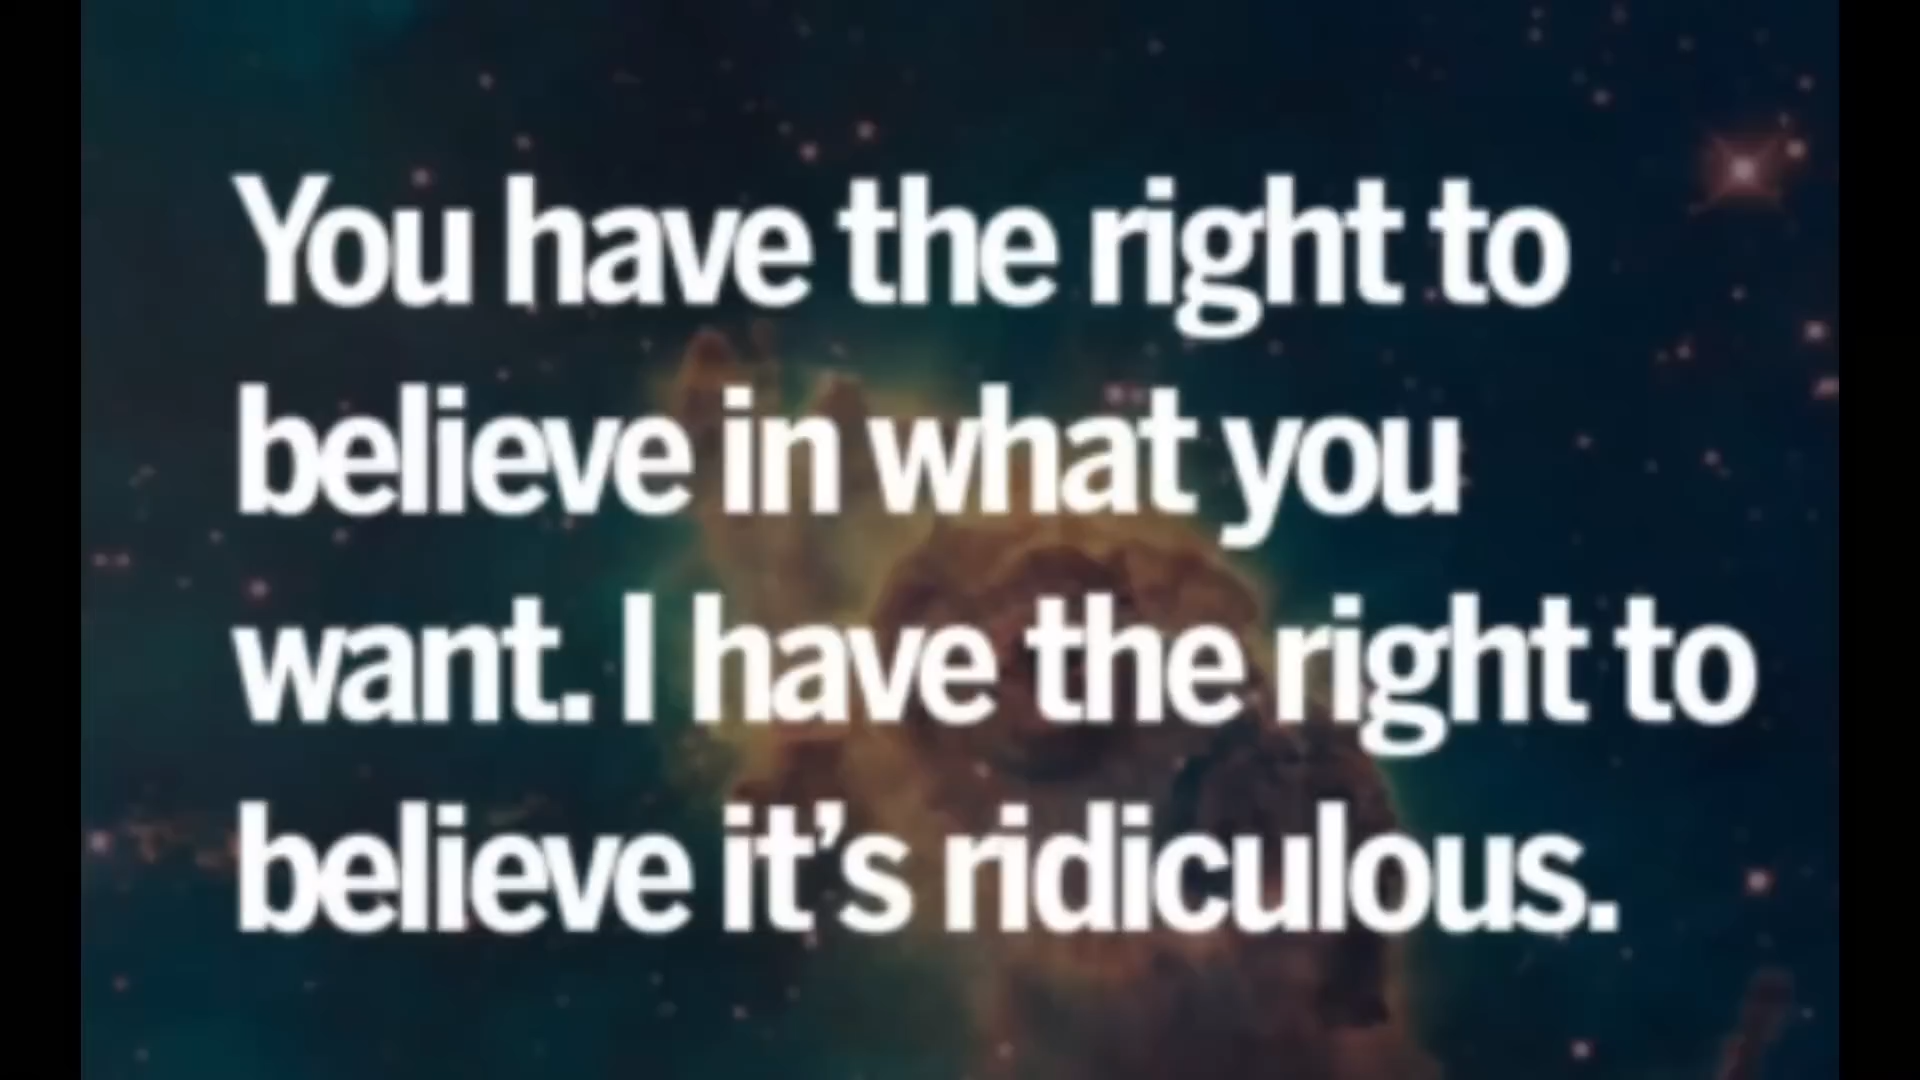 You have the right to
believe in what you
want. I have the right to
believe it’s ridiculous.